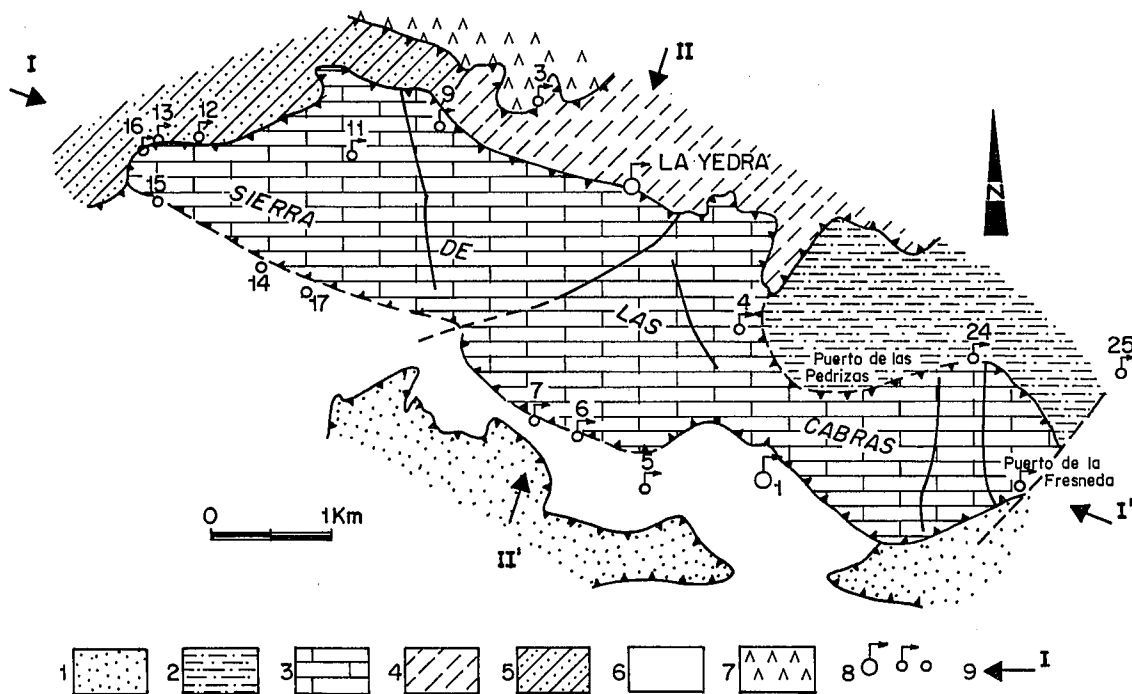 I
II
3
9
16
13
12
11
LA YEDRA
N
15
SIERRA
DE
14
17
LAS
4
24
25
Puerto de las
Pedrizas
7
6
CABRAS
5
1
Puerto de la
Fresneda
I'
0
1 Km
II'
1
2
3
4
5
6
7
8
9
I